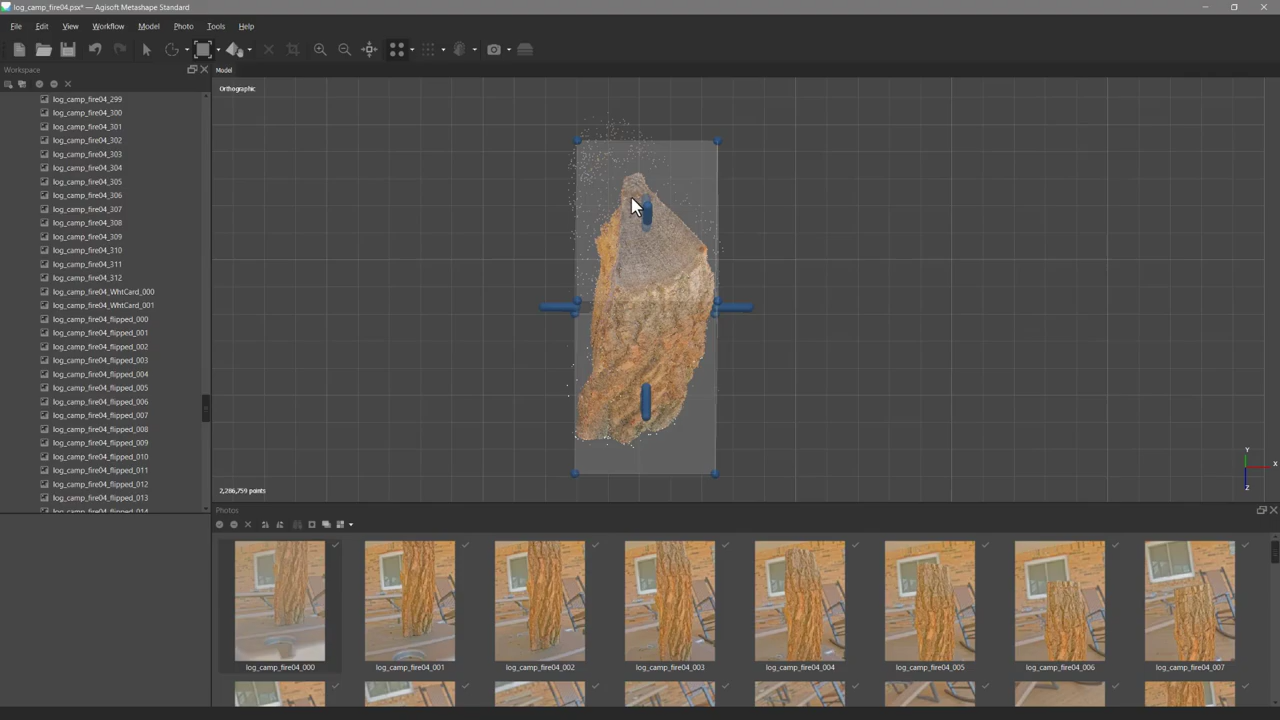 log_camp_fire04.psx* — Agisoft Metashape Standard
File Edit View Workflow Model Photo Tools Help
Workspace
Model
log_camp_fire04_299
log_camp_fire04_300
log_camp_fire04_301
log_camp_fire04_302
log_camp_fire04_303
log_camp_fire04_304
log_camp_fire04_305
log_camp_fire04_306
log_camp_fire04_307
log_camp_fire04_308
log_camp_fire04_309
log_camp_fire04_310
log_camp_fire04_311
log_camp_fire04_312
log_camp_fire04_WhtCard_000
log_camp_fire04_WhtCard_001
log_camp_fire04_flipped_000
log_camp_fire04_flipped_001
log_camp_fire04_flipped_002
log_camp_fire04_flipped_003
log_camp_fire04_flipped_004
log_camp_fire04_flipped_005
log_camp_fire04_flipped_006
log_camp_fire04_flipped_007
log_camp_fire04_flipped_008
log_camp_fire04_flipped_009
log_camp_fire04_flipped_010
log_camp_fire04_flipped_011
log_camp_fire04_flipped_012
log_camp_fire04_flipped_013
log_camp_fire04_flipped_014
Orthographic
Y
X
Z
2,286,759 points
Photos
log_camp_fire04_000 log_camp_fire04_001 log_camp_fire04_002 log_camp_fire04_003 log_camp_fire04_004 log_camp_fire04_005 log_camp_fire04_006 log_camp_fire04_007